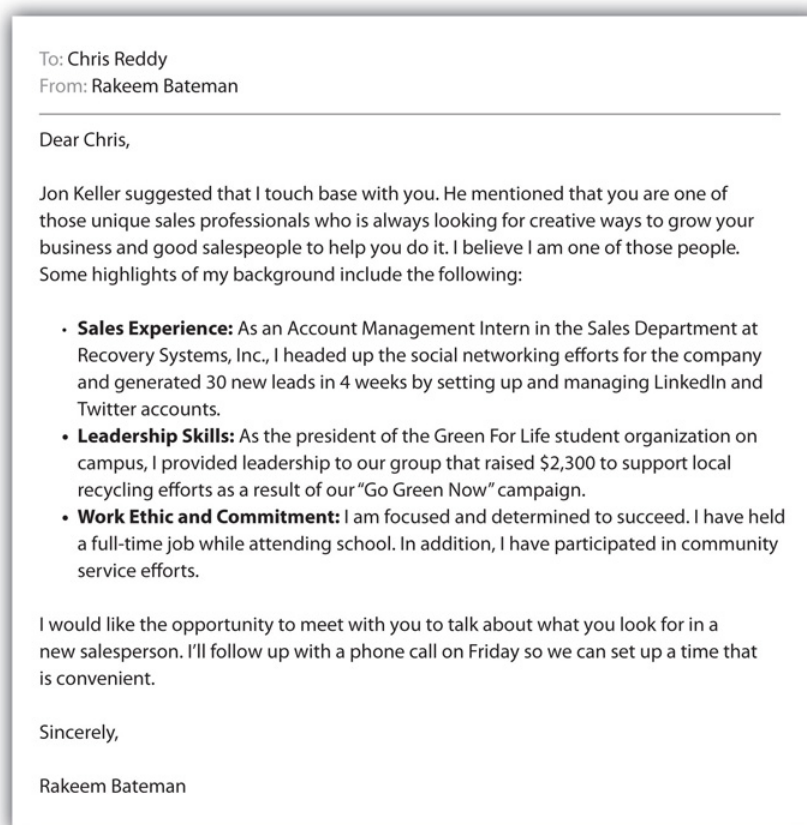 To: Chris Reddy
From: Rakeem Bateman
Dear Chris,
Jon Keller suggested that I touch base with you. He mentioned that you are one of
those unique sales professionals who is always looking for creative ways to grow your
business and good salespeople to help you do it. I believe I am one of those people.
Some highlights of my background include the following:
• Sales Experience: As an Account Management Intern in the Sales Department at
Recovery Systems, Inc., I headed up the social networking efforts for the company
and generated 30 new leads in 4 weeks by setting up and managing LinkedIn and
Twitter accounts.
• Leadership Skills: As the president of the Green For Life student organization on
campus, I provided leadership to our group that raised $2,300 to support local
recycling efforts as a result of our “Go Green Now” campaign.
• Work Ethic and Commitment: I am focused and determined to succeed. I have held
a full-time job while attending school. In addition, I have participated in community
service efforts.
I would like the opportunity to meet with you to talk about what you look for in a
new salesperson. I’ll follow up with a phone call on Friday so we can set up a time that
is convenient.
Sincerely,
Rakeem Bateman